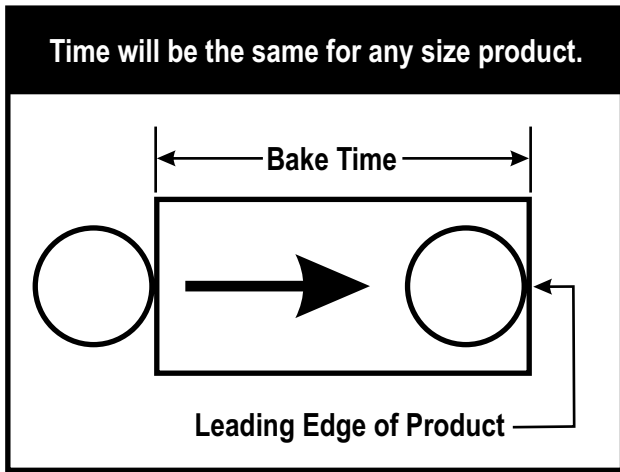 Time will be the same for any size product.
Bake Time
Leading Edge of Product